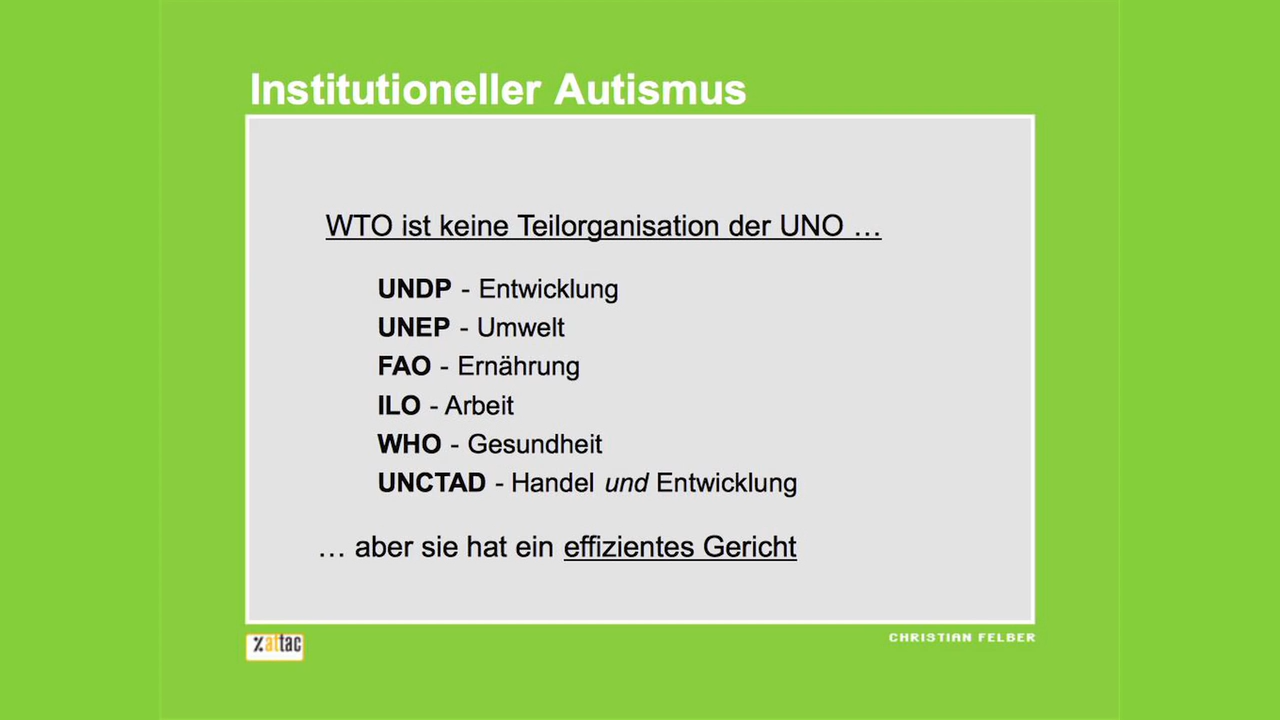 Institutioneller Autismus
WTO ist keine Teilorganisation der UNO …
UNDP - Entwicklung
UNEP - Umwelt
FAO - Ernährung
ILO - Arbeit
WHO - Gesundheit
UNCTAD - Handel und Entwicklung
… aber sie hat ein effizientes Gericht
attac
CHRISTIAN FELBER